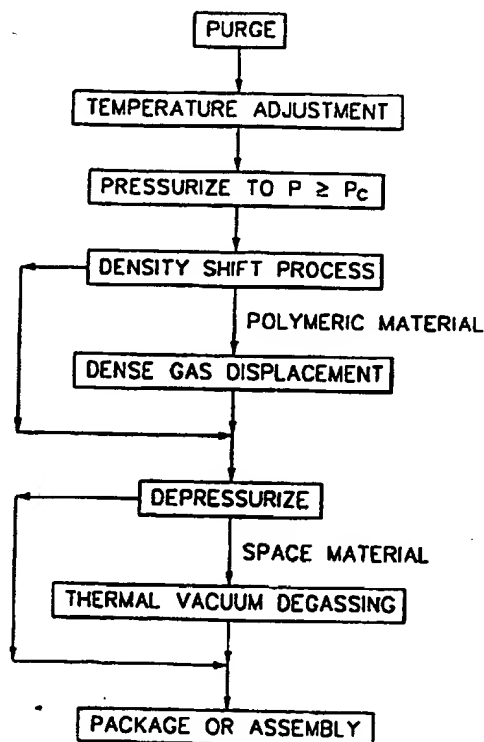 PURGE
TEMPERATURE ADJUSTMENT
PRESSURIZE TO P ≥ Pc
DENSITY SHIFT PROCESS
POLYMERIC MATERIAL
DENSE GAS DISPLACEMENT
DEPRESSURIZE
SPACE MATERIAL
THERMAL VACUUM DEGASSING
PACKAGE OR ASSEMBLY